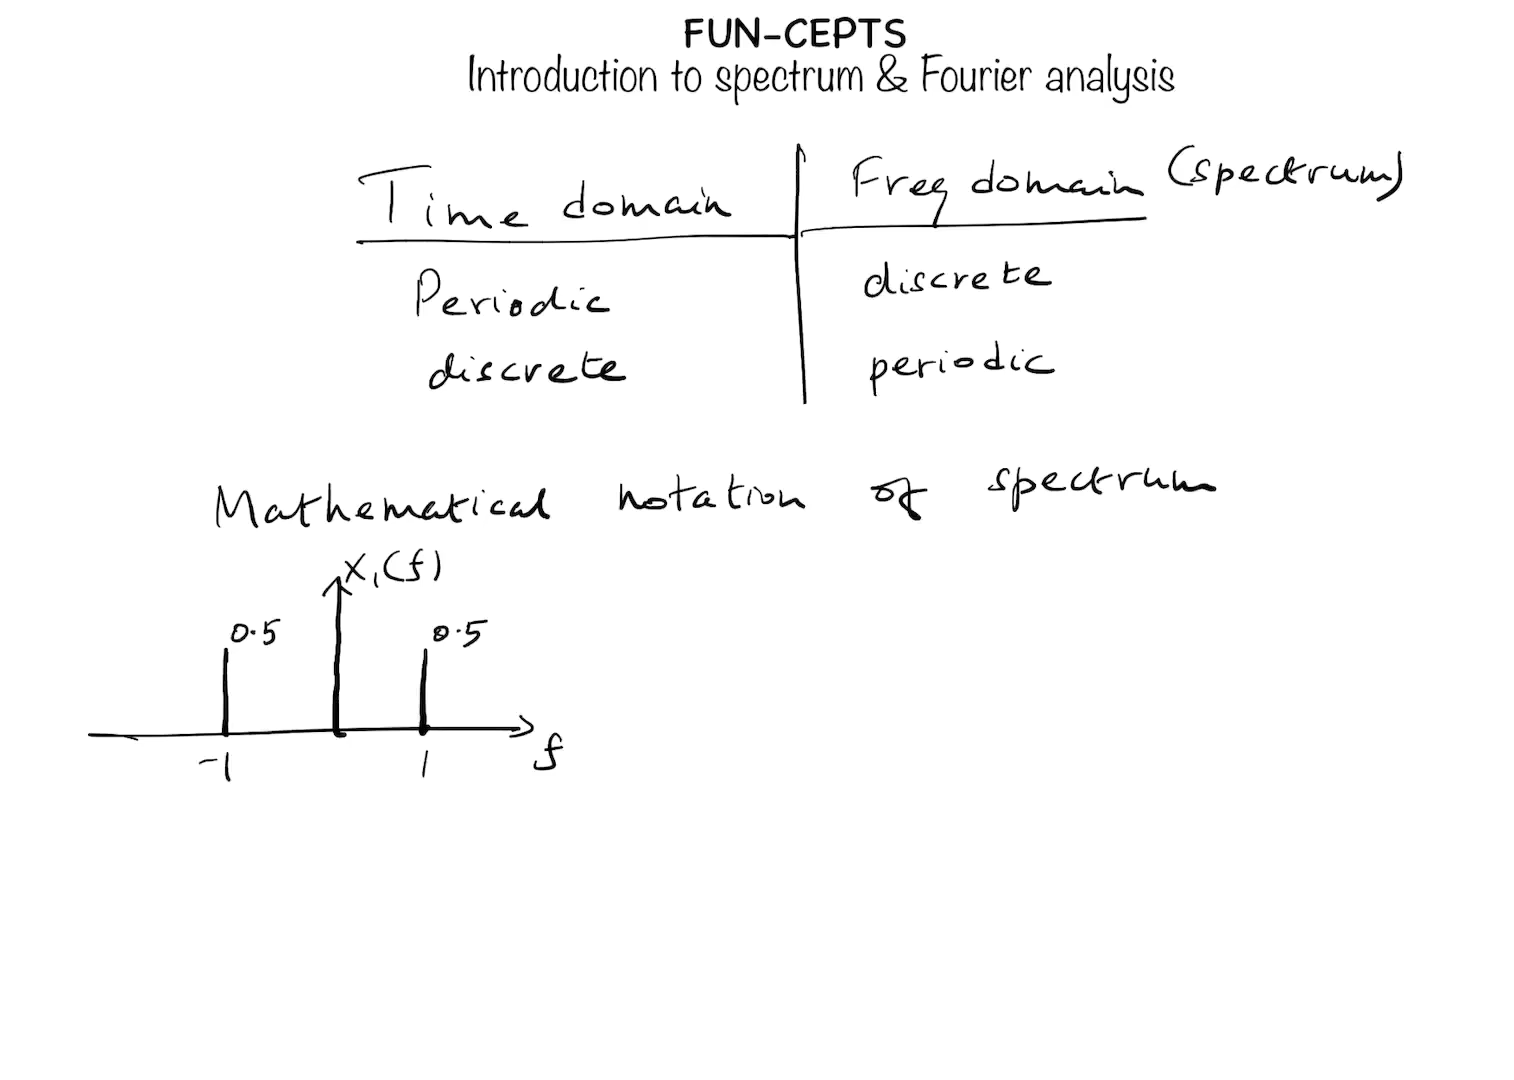 FUN-CEPTS
Introduction to spectrum & Fourier analysis
Time domain Freq domain (spectrum)
Periodic discrete
discrete periodic
Mathematical notation of spectrum
X₁(f)
0.5 0.5
-1 1 f